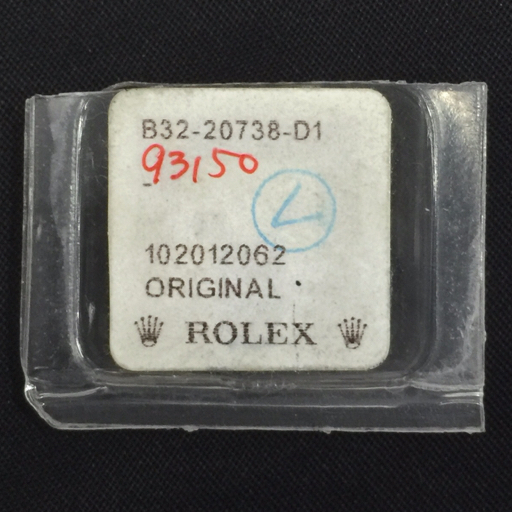 B32-20738-D1
93150
102012062
ORIGINAL
ROLEX